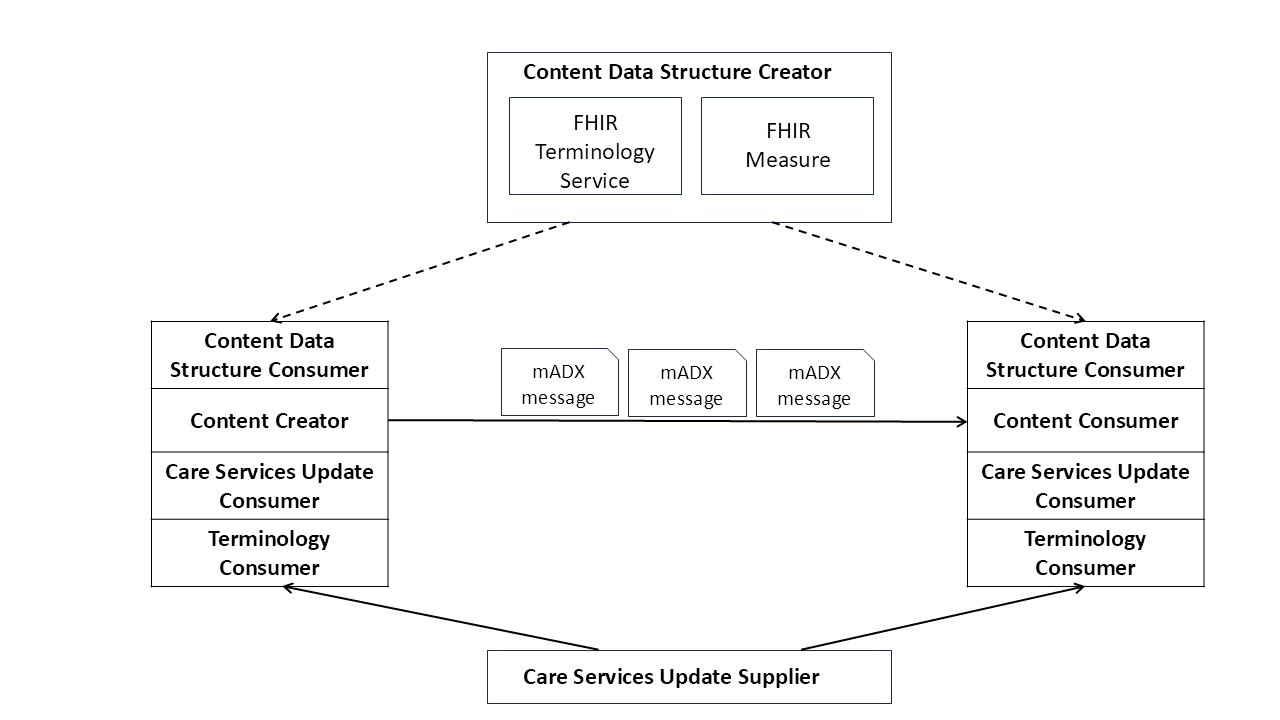 Content Data Structure Creator
FHIR
Terminology
Service
FHIR
Measure
Content Data
Structure Consumer
Content Creator
Care Services Update
Consumer
Terminology
Consumer
mADX
message
mADX
message
mADX
message
Content Data
Structure Consumer
Content Consumer
Care Services Update
Consumer
Terminology
Consumer
Care Services Update Supplier